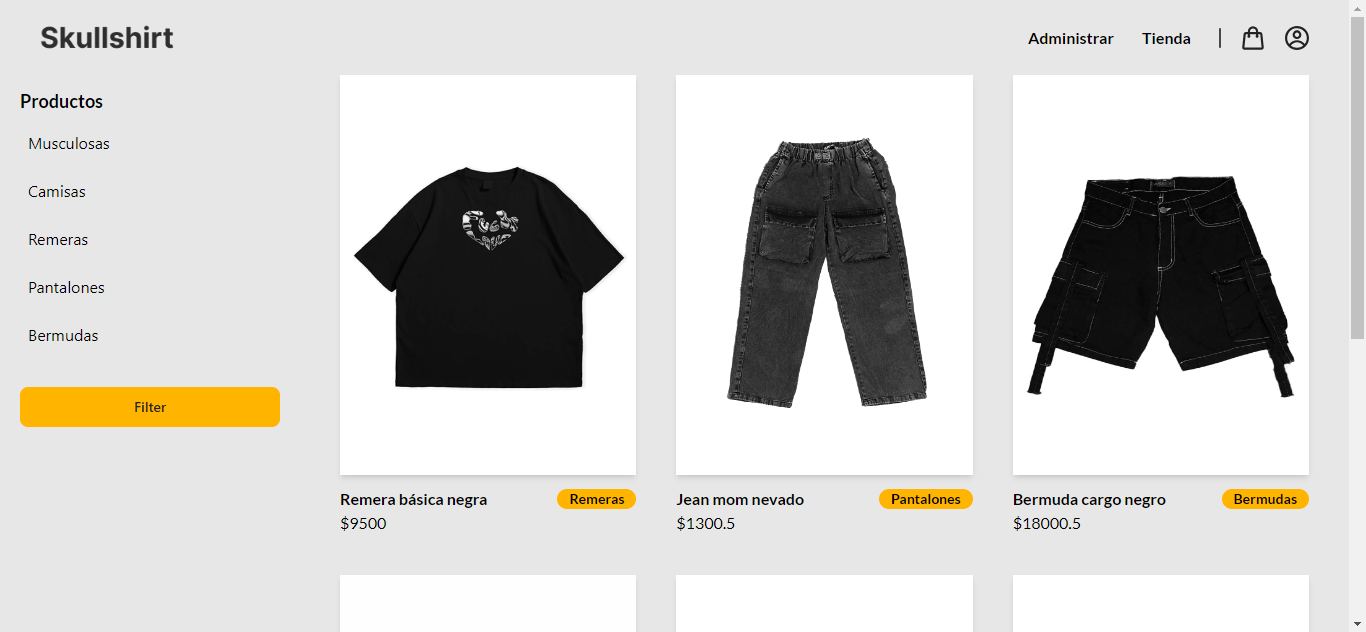 Skullshirt
Administrar
Tienda
|
Productos
Musculosas
Camisas
Remeras
Pantalones
Bermudas
Filter
Remera básica negra
Remeras
$9500
Jean mom nevado
Pantalones
$1300.5
Bermuda cargo negro
Bermudas
$18000.5